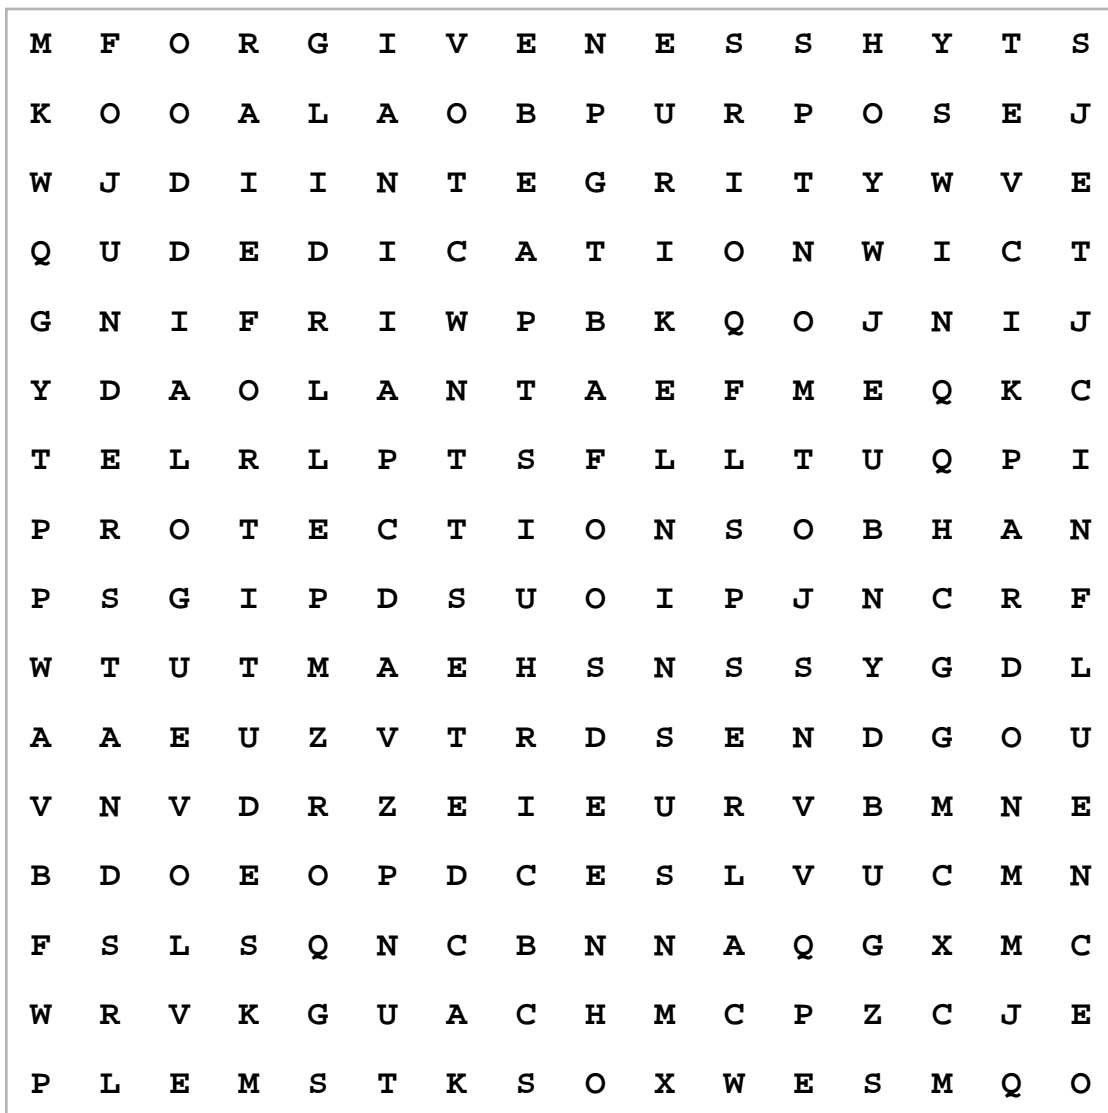 M F O R G I V E N E S S H Y T S
K O O A L A O B P U R P O S E J
W J D I I N T E G R I T Y W V E
Q U D E D I C A T I O N W I C T
G N I F R I W P B K Q O J N I J
Y D A O L A N T A E F M E Q K C
T E L R L P T S F L L T U Q P I
P R O T E C T I O N S O B H A N
P S G I P D S U O I P J N C R F
W T U T M A E H S N S S Y G D L
A A E U Z V T R D S E N D G O U
V N V D R Z E I E U R V B M N E
B D O E O P D C E S L V U C M N
F S L S Q N C B N N A Q G X M C
W R V K G U A C H M C P Z C J E
P L E M S T K S O X W E S M Q O